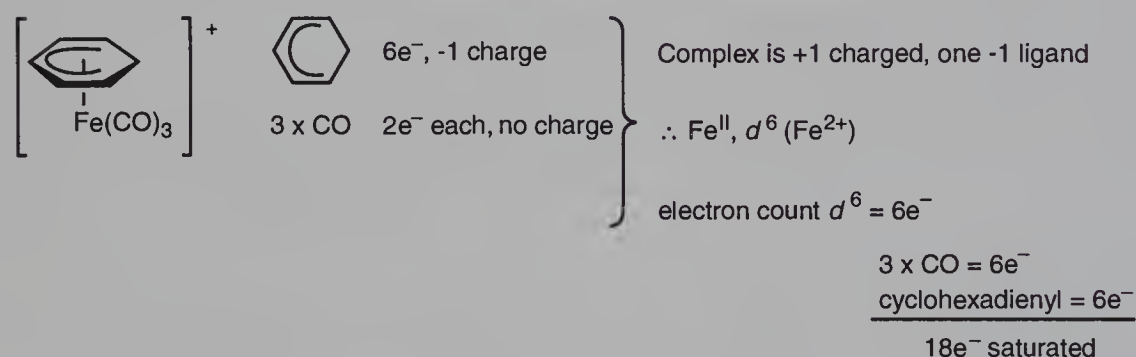 +
Fe(CO)₃
6e⁻, -1 charge
3 x CO 2e⁻ each, no charge
Complex is +1 charged, one -1 ligand
∴ Feᴵᴵ, d⁶ (Fe²⁺)
electron count d⁶ = 6e⁻
3 x CO = 6e⁻
cyclohexadienyl = 6e⁻
18e⁻ saturated